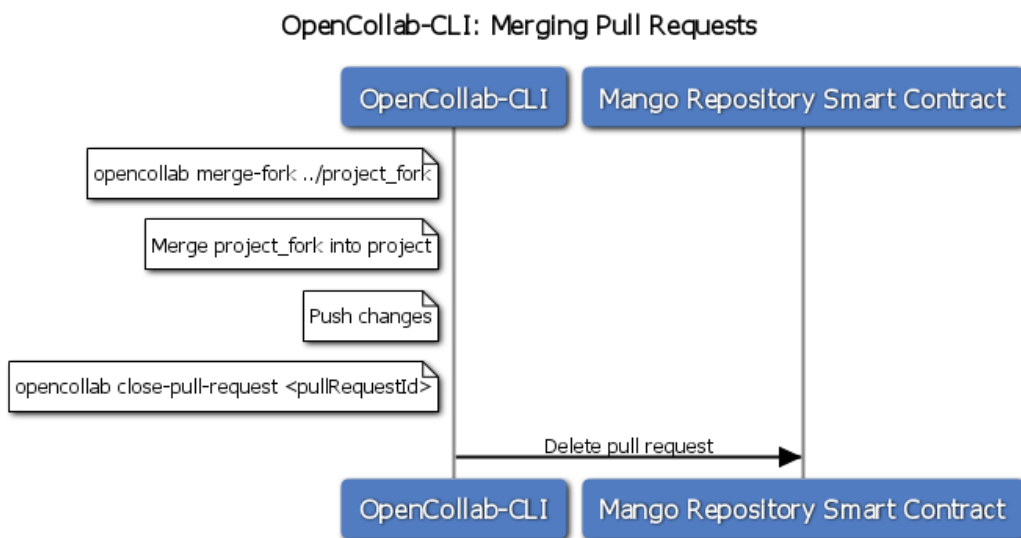 OpenCollab-CLI: Merging Pull Requests
OpenCollab-CLI
Mango Repository Smart Contract
opencollab merge-fork ../project_fork
Merge project_fork into project
Push changes
opencollab close-pull-request <pullRequestId>
Delete pull request
OpenCollab-CLI
Mango Repository Smart Contract